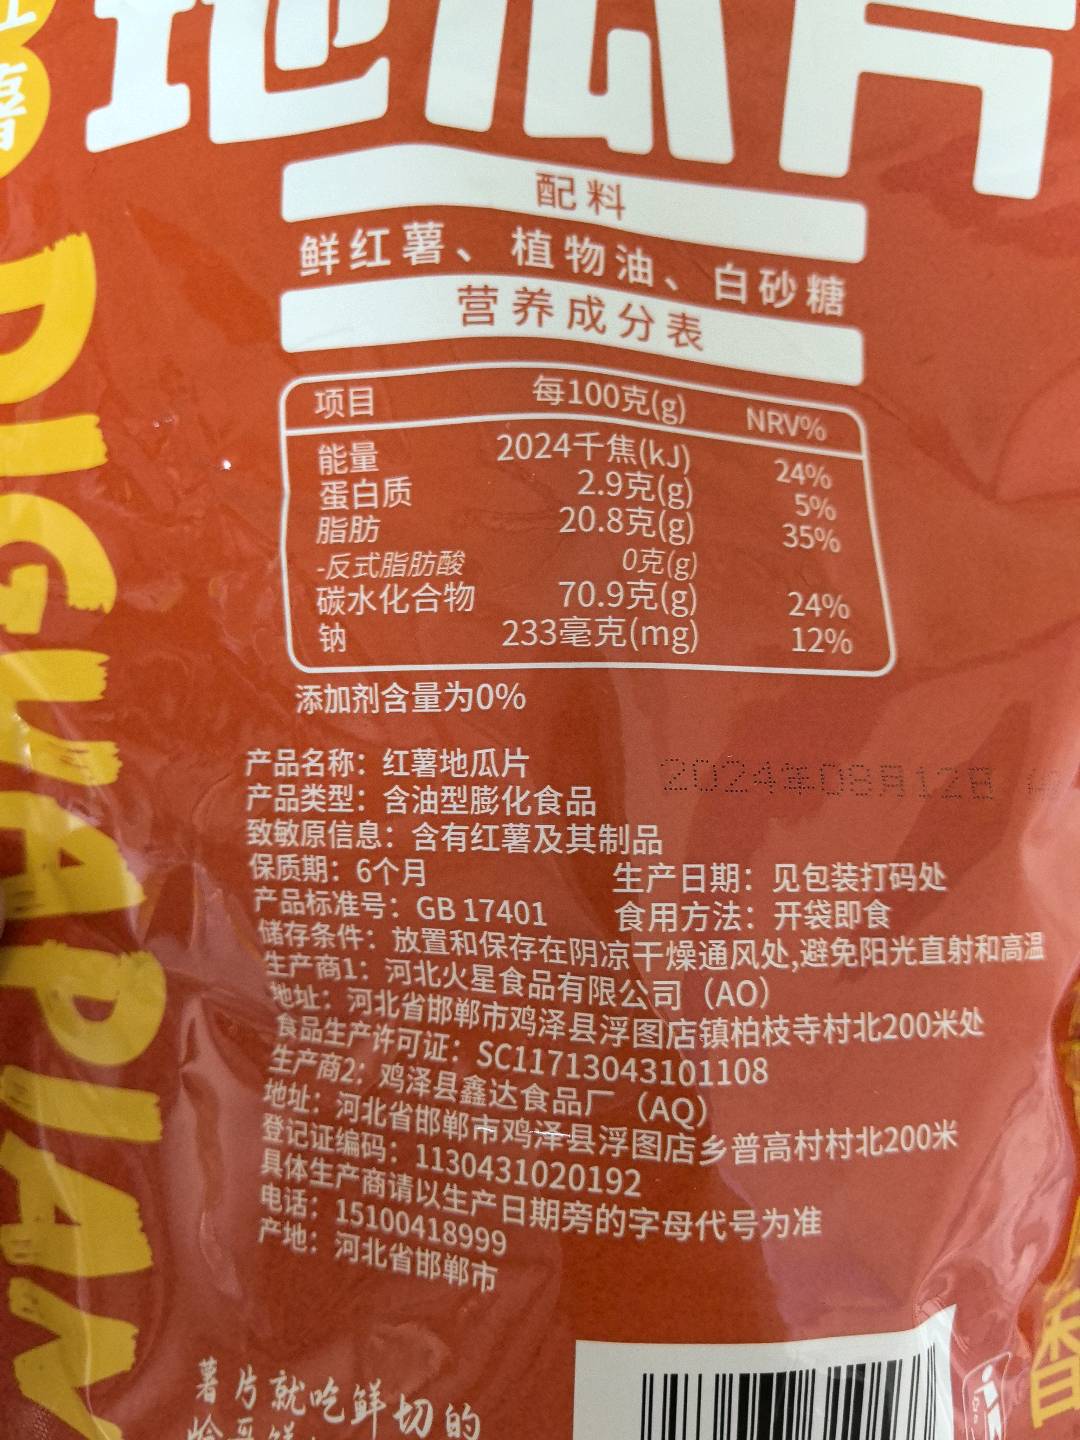 地瓜片
薯
DIGUAPIAN
配料
鲜红薯、植物油、白砂糖
营养成分表
项目 每100克(g) NRV%
能量 2024千焦(kJ) 24%
蛋白质 2.9克(g) 5%
脂肪 20.8克(g) 35%
-反式脂肪酸 0克(g)
碳水化合物 70.9克(g) 24%
钠 233毫克(mg) 12%
添加剂含量为0%
产品名称：红薯地瓜片
2024年08月12日
产品类型：含油型膨化食品
致敏原信息：含有红薯及其制品
保质期：6个月 生产日期：见包装打码处
产品标准号：GB 17401 食用方法：开袋即食
储存条件：放置和保存在阴凉干燥通风处,避免阳光直射和高温
生产商1：河北火星食品有限公司（AO）
地址：河北省邯郸市鸡泽县浮图店镇柏枝寺村北200米处
食品生产许可证：SC11713043101108
生产商2：鸡泽县鑫达食品厂（AQ）
地址：河北省邯郸市鸡泽县浮图店乡普高村村北200米
登记证编码：1130431020192
具体生产商请以生产日期旁的字母代号为准
电话：15100418999
产地：河北省邯郸市
薯片就吃鲜切的
香